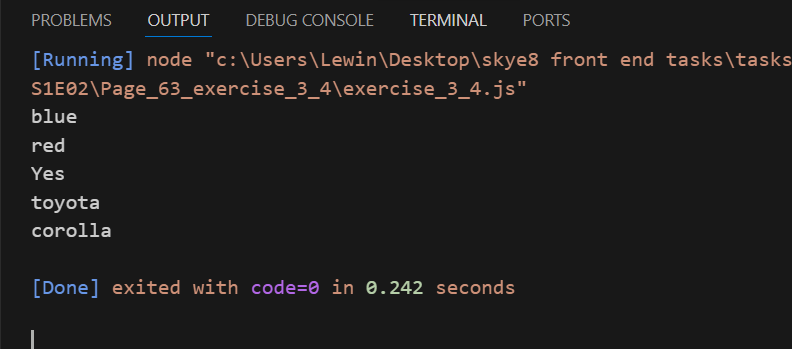 PROBLEMS OUTPUT DEBUG CONSOLE TERMINAL PORTS
[Running] node "c:\Users\Lewin\Desktop\skye8 front end tasks\tasks
S1E02\Page_63_exercise_3_4\exercise_3_4.js"
blue
red
Yes
toyota
corolla
[Done] exited with code=0 in 0.242 seconds